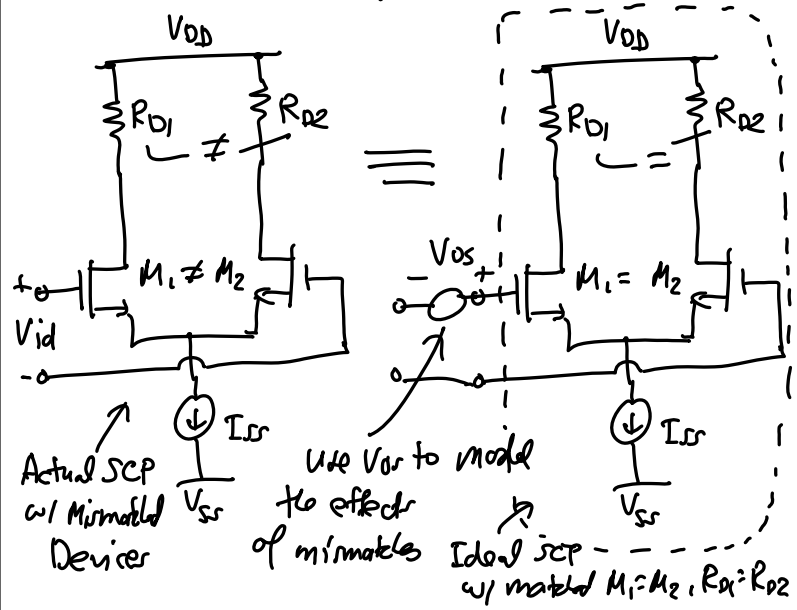 VDD
RD1
RD2
≠
M1 ≠ M2
+
Vid
-
ISS
VSS
Actual SCP
w/ Mismatched
Devices
≡
VDD
RD1
RD2
=
- VOS +
M1 = M2
ISS
VSS
use VOS to model
the effects
of mismatches
Ideal SCP
w/ matched M1=M2, RD1=RD2